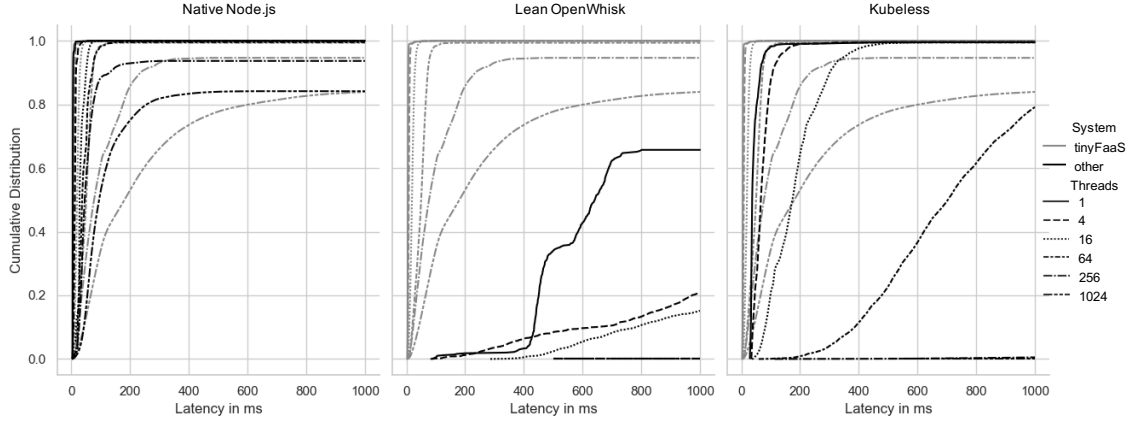 Native Node.js
Lean OpenWhisk
Kubeless
Cumulative Distribution
1.0
0.8
0.6
0.4
0.2
0.0
0 200 400 600 800 1000
0 200 400 600 800 1000
0 200 400 600 800 1000
Latency in ms
Latency in ms
Latency in ms
System
tinyFaaS
other
Threads
1
4
16
64
256
1024